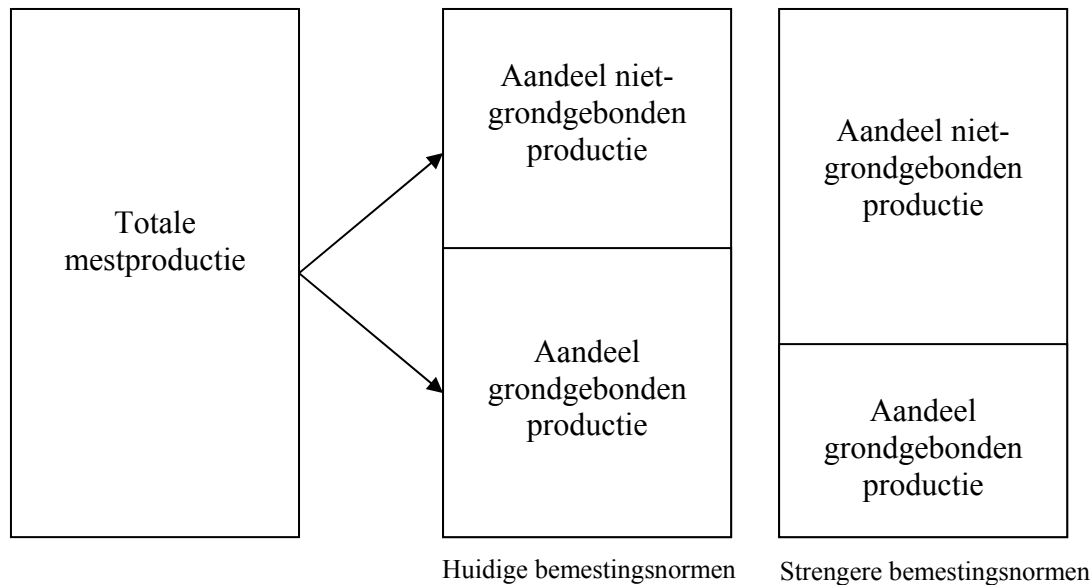 Totale
mestproductie
Aandeel niet-
grondgebonden
productie
Aandeel
grondgebonden
productie
Huidige bemestingsnormen
Aandeel niet-
grondgebonden
productie
Aandeel
grondgebonden
productie
Strengere bemestingsnormen